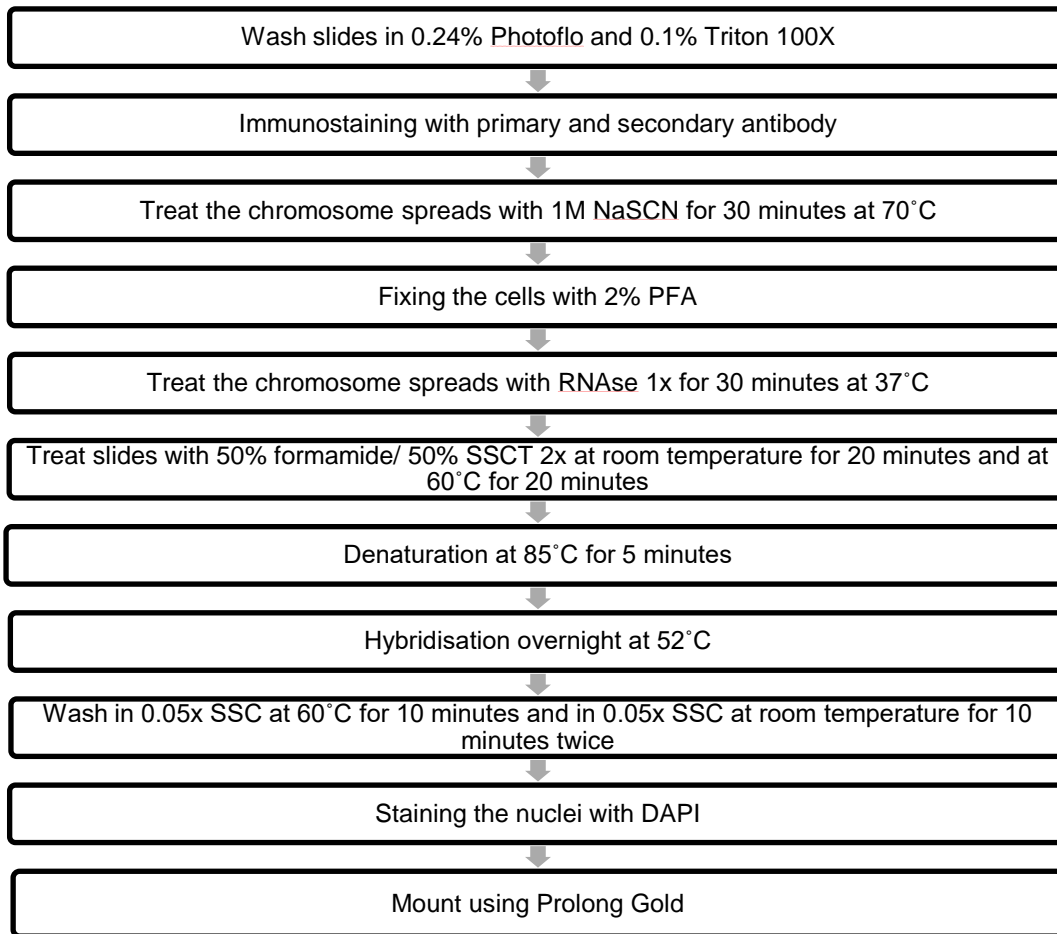 Wash slides in 0.24% Photoflo and 0.1% Triton 100X
Immunostaining with primary and secondary antibody
Treat the chromosome spreads with 1M NaSCN for 30 minutes at 70˚C
Fixing the cells with 2% PFA
Treat the chromosome spreads with RNAse 1x for 30 minutes at 37˚C
Treat slides with 50% formamide/ 50% SSCT 2x at room temperature for 20 minutes and at
60˚C for 20 minutes
Denaturation at 85˚C for 5 minutes
Hybridisation overnight at 52˚C
Wash in 0.05x SSC at 60˚C for 10 minutes and in 0.05x SSC at room temperature for 10
minutes twice
Staining the nuclei with DAPI
Mount using Prolong Gold